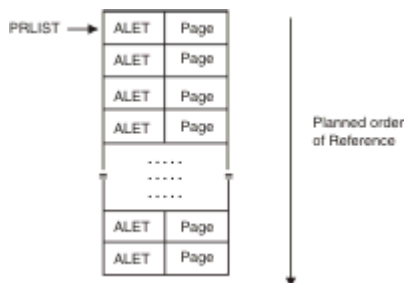 PRLIST ALET Page
ALET Page
ALET Page
ALET Page
.....
.....
.....
ALET Page
ALET Page
Planned order
of Reference